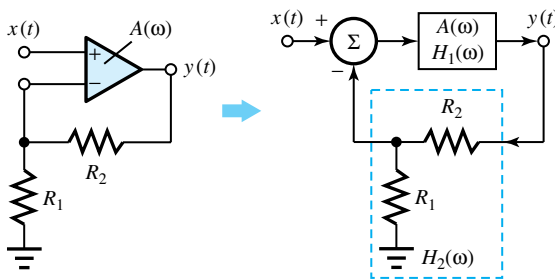 x(t)
A(ω)
+
−
y(t)
R₂
R₁
x(t)
+
Σ
−
A(ω)
H₁(ω)
y(t)
R₂
R₁
H₂(ω)